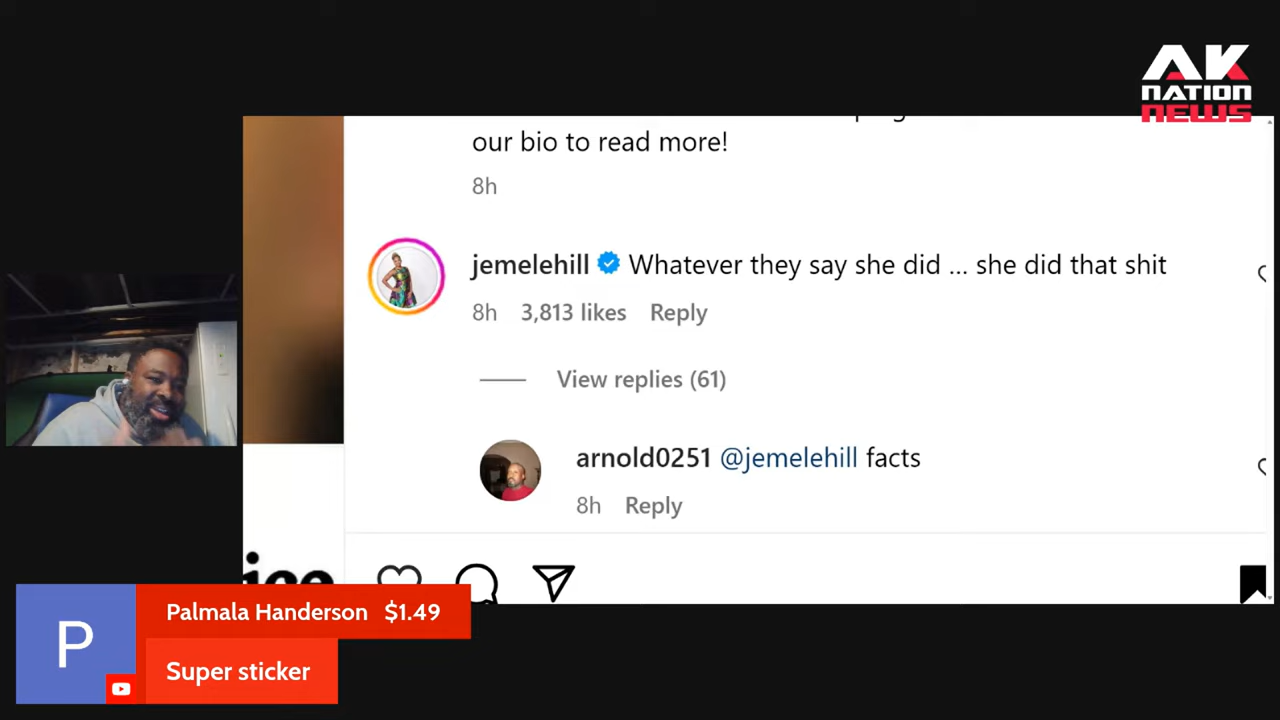 AK
NATION
NEWS
our bio to read more!
8h
jemelehill Whatever they say she did ... she did that shit
8h 3,813 likes Reply
View replies (61)
arnold0251 @jemelehill facts
8h Reply
P
Palmala Handerson $1.49
Super sticker